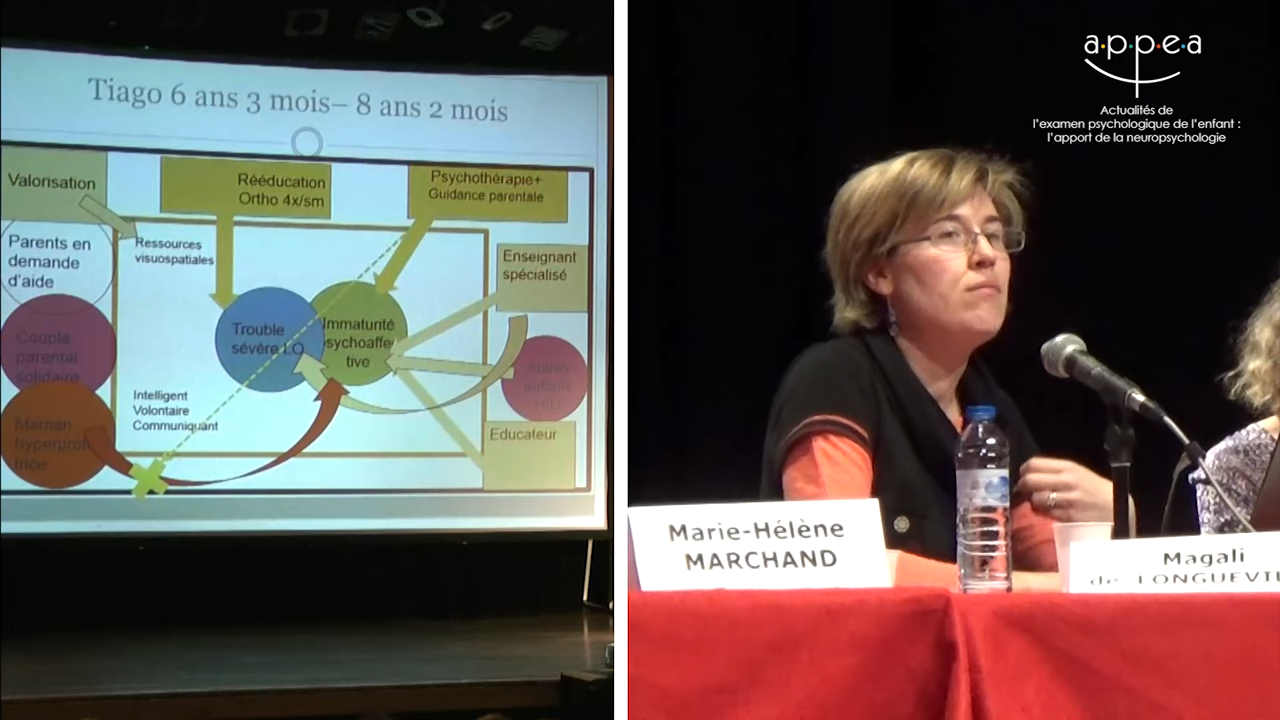 Tiago 6 ans 3 mois– 8 ans 2 mois
Valorisation
Rééducation
Ortho 4x/sm
Psychothérapie+
Guidance parentale
Parents en
demande
d'aide
Ressources
visuospatiales
Enseignant
spécialisé
Trouble
sévère LO
Immaturité
psychoaffec
tive
Couple
parental
solidaire
Autres
enfants
Intelligent
Volontaire
Communiquant
Maman
hyperprotec
trice
Educateur
a·p·p·e·a
Actualités de
l'examen psychologique de l'enfant :
l'apport de la neuropsychologie
Marie-Hélène
MARCHAND
Magali
de